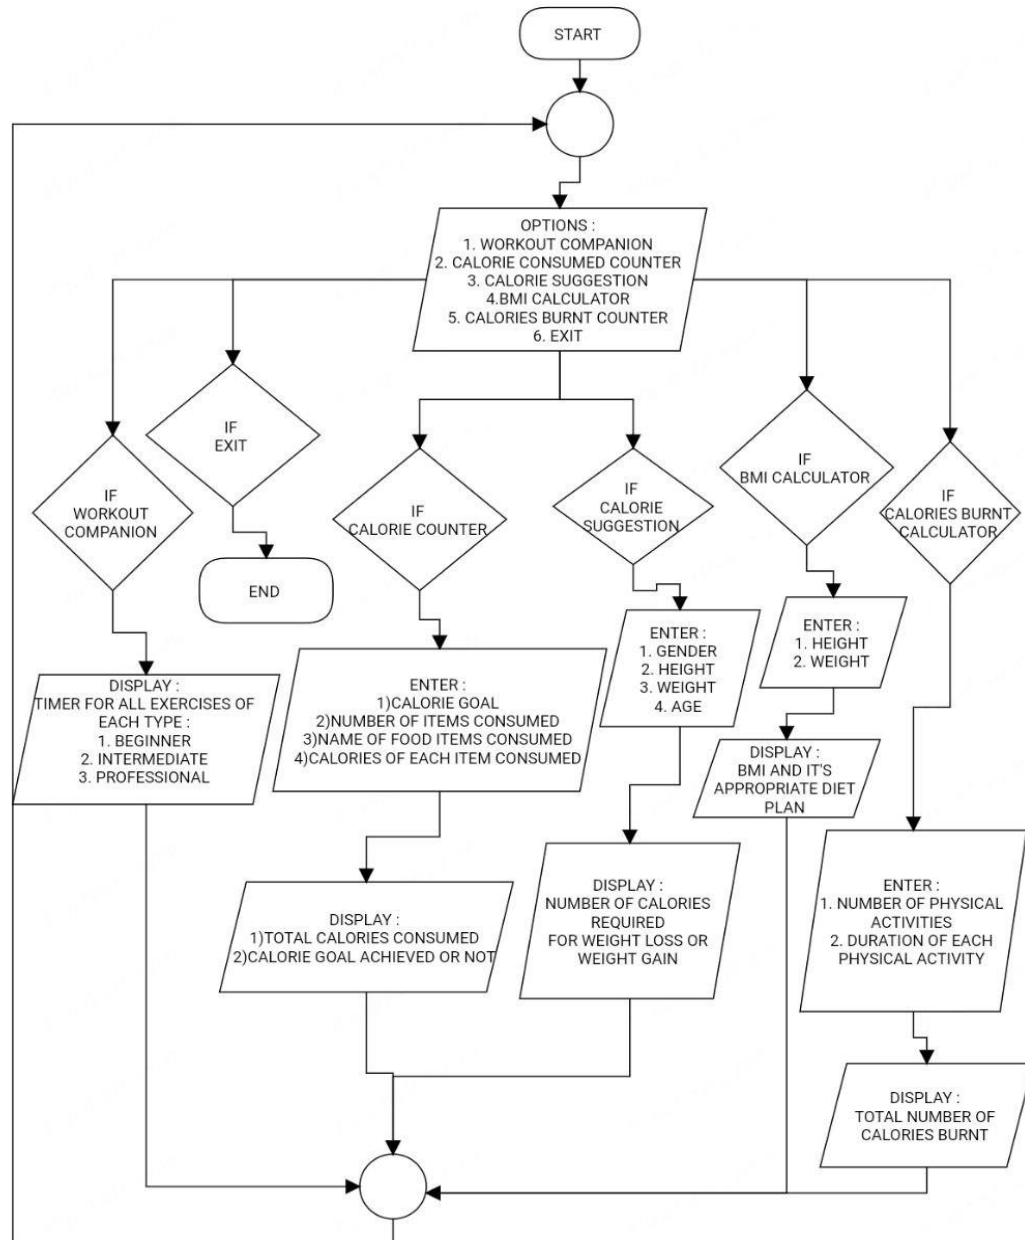 START
OPTIONS :
1. WORKOUT COMPANION
2. CALORIE CONSUMED COUNTER
3. CALORIE SUGGESTION
4.BMI CALCULATOR
5. CALORIES BURNT COUNTER
6. EXIT
IF
EXIT
IF
WORKOUT
COMPANION
IF
CALORIE COUNTER
IF
CALORIE
SUGGESTION
IF
BMI CALCULATOR
IF
CALORIES BURNT
CALCULATOR
END
DISPLAY :
TIMER FOR ALL EXERCISES OF
EACH TYPE :
1. BEGINNER
2. INTERMEDIATE
3. PROFESSIONAL
ENTER :
1)CALORIE GOAL
2)NUMBER OF ITEMS CONSUMED
3)NAME OF FOOD ITEMS CONSUMED
4)CALORIES OF EACH ITEM CONSUMED
ENTER :
1. GENDER
2. HEIGHT
3. WEIGHT
4. AGE
ENTER :
1. HEIGHT
2. WEIGHT
DISPLAY :
BMI AND IT'S
APPROPRIATE DIET
PLAN
DISPLAY :
1)TOTAL CALORIES CONSUMED
2)CALORIE GOAL ACHIEVED OR NOT
DISPLAY :
NUMBER OF CALORIES
REQUIRED
FOR WEIGHT LOSS OR
WEIGHT GAIN
ENTER :
1. NUMBER OF PHYSICAL
ACTIVITIES
2. DURATION OF EACH
PHYSICAL ACTIVITY
DISPLAY :
TOTAL NUMBER OF
CALORIES BURNT